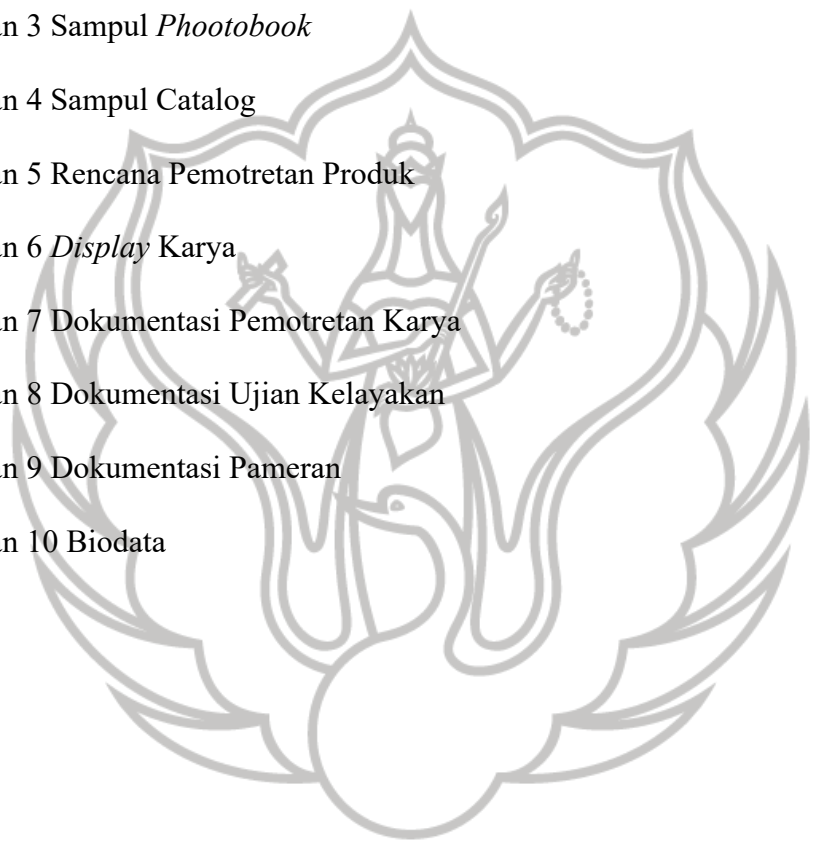 an 3 Sampul Phootobook
an 4 Sampul Catalog
an 5 Rencana Pemotretan Produk
an 6 Display Karya
an 7 Dokumentasi Pemotretan Karya
an 8 Dokumentasi Ujian Kelayakan
an 9 Dokumentasi Pameran
an 10 Biodata